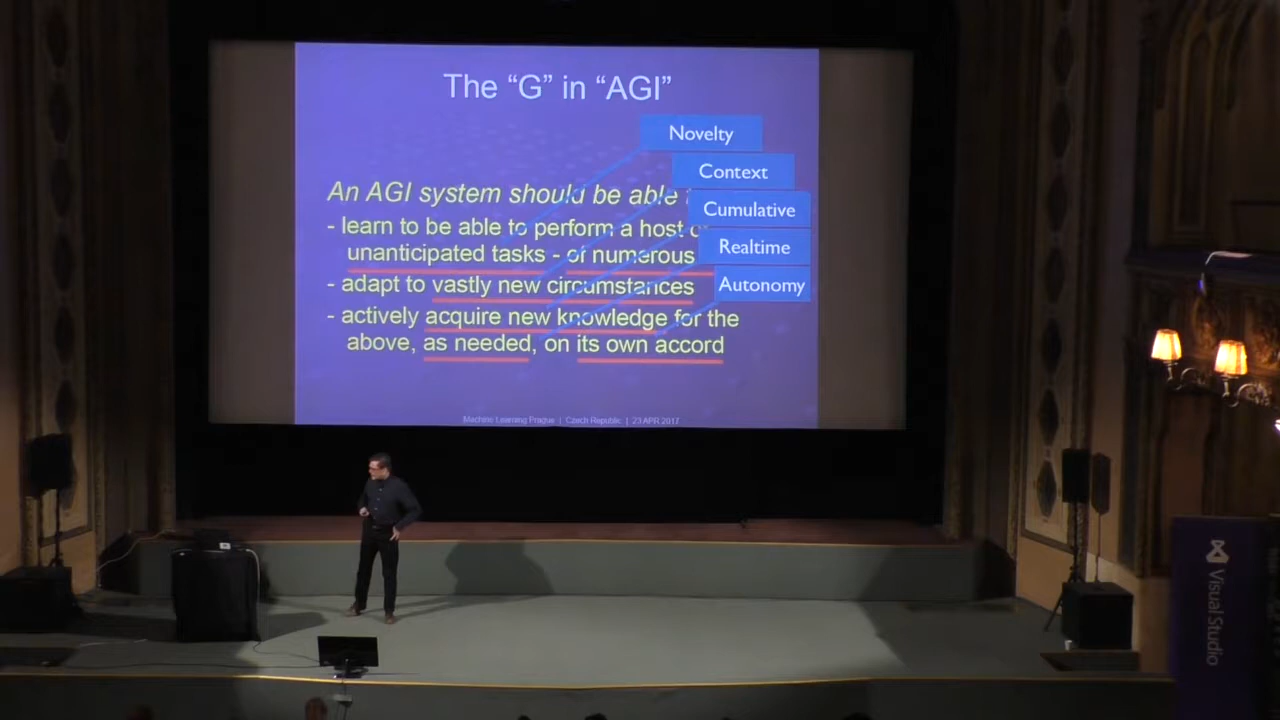 The “G” in “AGI”
Novelty
Context
An AGI system should be able
Cumulative
- learn to be able to perform a host
Realtime
unanticipated tasks - of numerous
Autonomy
- adapt to vastly new circumstances
- actively acquire new knowledge for the
above, as needed, on its own accord
Machine Learning Prague | Czech Republic | 23 APR 2017
Visual Studio